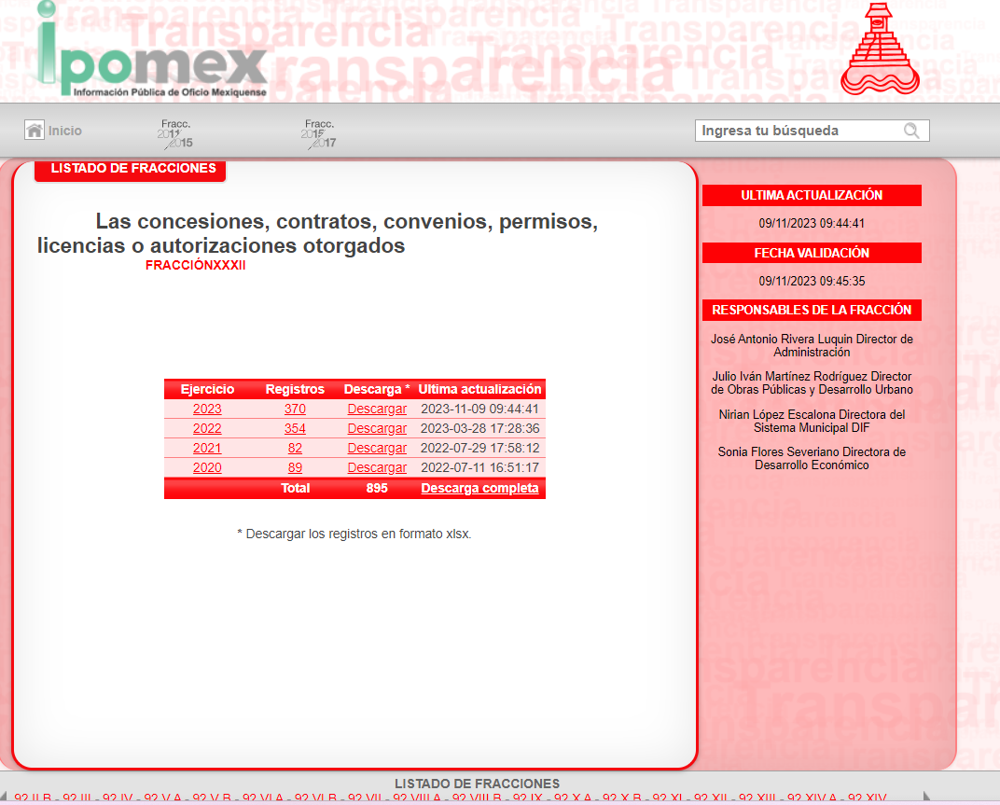 ipomex
Información Pública de Oficio Mexiquense
Inicio
Fracc.
2011
/2015
Fracc.
2015
/2017
Ingresa tu búsqueda
LISTADO DE FRACCIONES
Las concesiones, contratos, convenios, permisos,
licencias o autorizaciones otorgados
FRACCIÓNXXXII
Ejercicio Registros Descarga * Ultima actualización
2023 370 Descargar 2023-11-09 09:44:41
2022 354 Descargar 2023-03-28 17:28:36
2021 82 Descargar 2022-07-29 17:58:12
2020 89 Descargar 2022-07-11 16:51:17
Total 895 Descarga completa
* Descargar los registros en formato xlsx.
ULTIMA ACTUALIZACIÓN
09/11/2023 09:44:41
FECHA VALIDACIÓN
09/11/2023 09:45:35
RESPONSABLES DE LA FRACCIÓN
José Antonio Rivera Luquin Director de
Administración
Julio Iván Martínez Rodríguez Director
de Obras Públicas y Desarrollo Urbano
Nirian López Escalona Directora del
Sistema Municipal DIF
Sonia Flores Severiano Directora de
Desarrollo Económico
LISTADO DE FRACCIONES
92 II B - 92 III - 92 IV - 92 V A - 92 V B - 92 VI A - 92 VI B - 92 VII - 92 VIII A - 92 VIII B - 92 IX - 92 X A - 92 X B - 92 XI - 92 XII - 92 XIII - 92 XIV A - 92 XIV